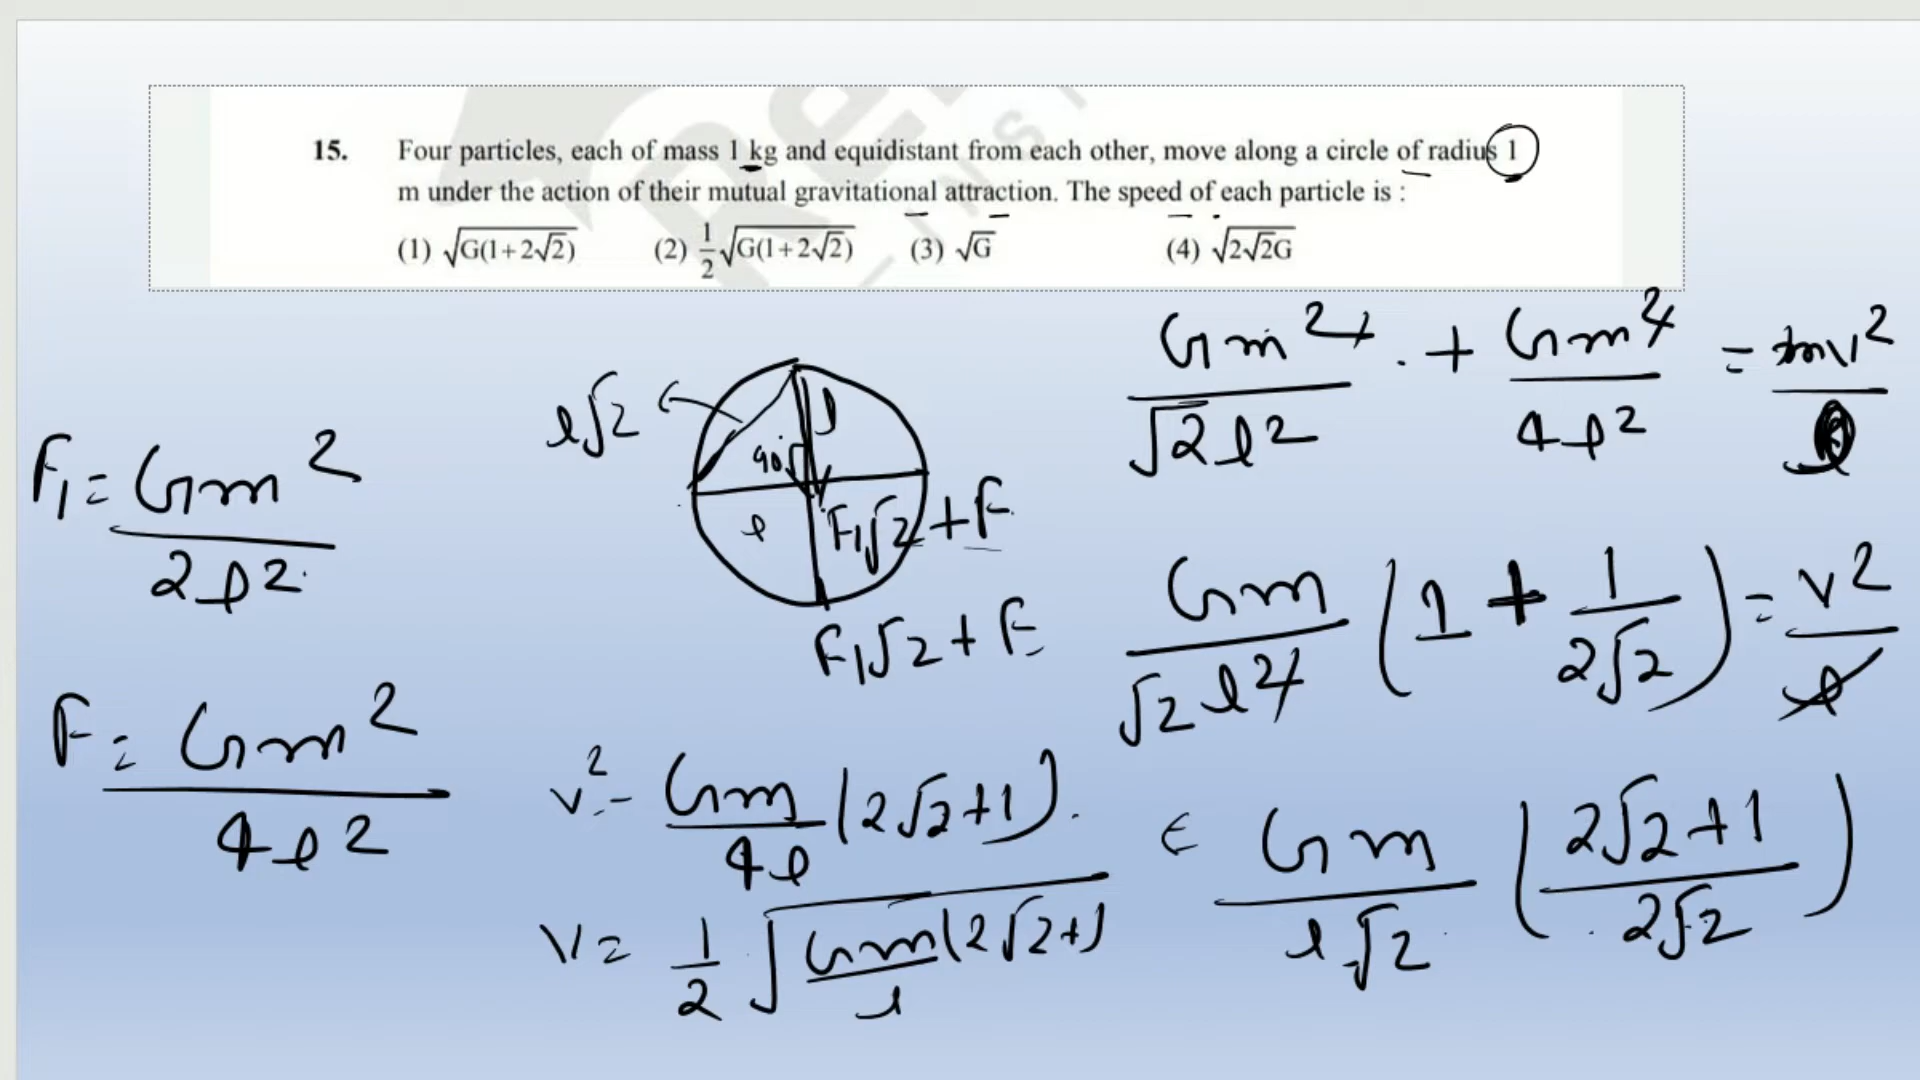 15. Four particles, each of mass 1 kg and equidistant from each other, move along a circle of radius 1
m under the action of their mutual gravitational attraction. The speed of each particle is :
(1) √G(1+2√2) (2) 1/2 √G(1+2√2) (3) √G (4) √2√2G
F₁ = Gm²/2l²
F = Gm²/4l²
l√2
l
90°
l
F₁√2 + F
F₁√2 + F
Gm²/√2l² + Gm²/4l² = mv²/l
Gm/√2l² (1 + 1/2√2) = v²/l
Gm/l√2 (2√2+1/2√2)
v² = Gm/4l (2√2+1)
v = 1/2 √Gm/l (2√2+1)